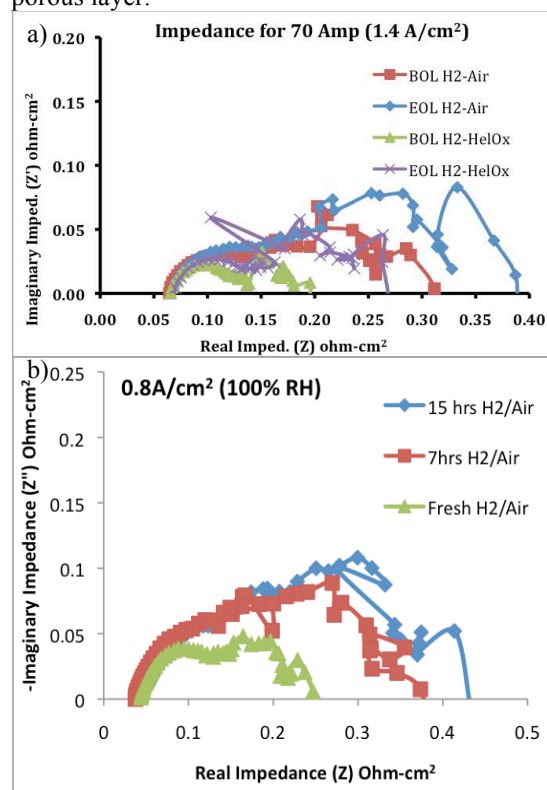 porous layer.
a)
Impedance for 70 Amp (1.4 A/cm²)
0.20
0.15
0.10
0.05
0.00
BOL H2-Air
EOL H2-Air
BOL H2-HelOx
EOL H2-HelOx
Imaginary Imped. (Z') ohm-cm²
0.00 0.05 0.10 0.15 0.20 0.25 0.30 0.35 0.40
Real Imped. (Z) ohm-cm²
b)
0.8A/cm² (100% RH)
0.25
0.2
0.15
0.1
0.05
0
15 hrs H2/Air
7hrs H2/Air
Fresh H2/Air
-Imaginary Impedance (Z") Ohm-cm²
0 0.1 0.2 0.3 0.4 0.5
Real Impedance (Z) Ohm-cm²